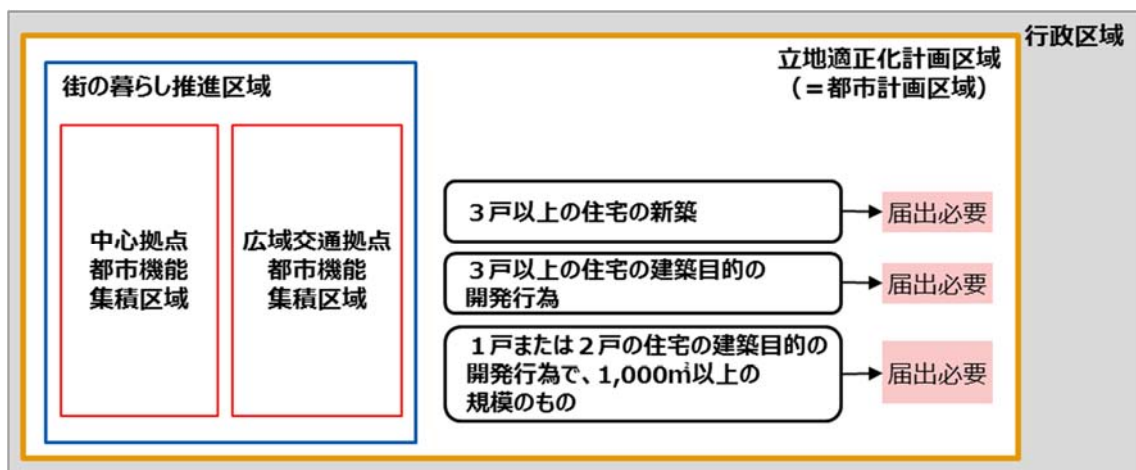 行政区域
立地適正化計画区域
（＝都市計画区域）
街の暮らし推進区域
中心拠点
都市機能
集積区域
広域交通拠点
都市機能
集積区域
３戸以上の住宅の新築
届出必要
３戸以上の住宅の建築目的の
開発行為
届出必要
１戸または２戸の住宅の建築目的の
開発行為で、1,000㎡以上の
規模のもの
届出必要